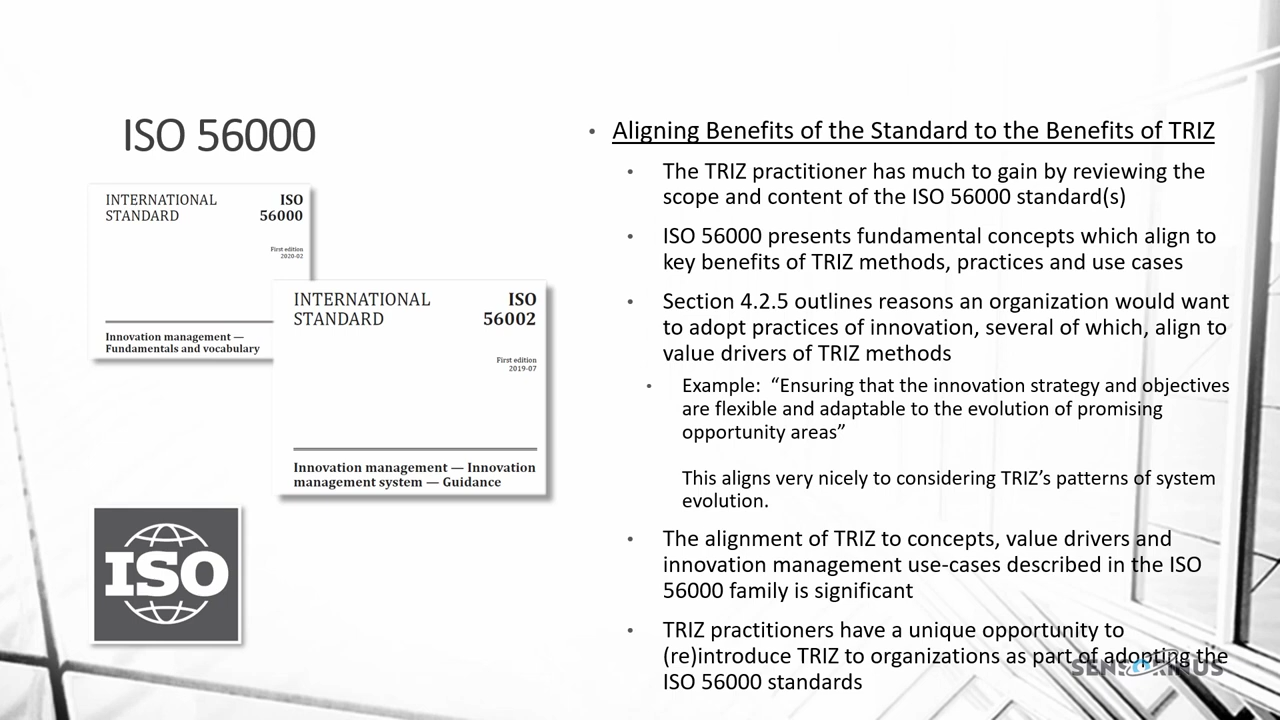 ISO 56000
INTERNATIONAL
STANDARD
ISO
56000
First edition
2020-02
Innovation management —
Fundamentals and vocabulary
INTERNATIONAL
STANDARD
ISO
56002
First edition
2019-07
Innovation management — Innovation
management system — Guidance
ISO
• Aligning Benefits of the Standard to the Benefits of TRIZ
• The TRIZ practitioner has much to gain by reviewing the
scope and content of the ISO 56000 standard(s)
• ISO 56000 presents fundamental concepts which align to
key benefits of TRIZ methods, practices and use cases
• Section 4.2.5 outlines reasons an organization would want
to adopt practices of innovation, several of which, align to
value drivers of TRIZ methods
• Example: “Ensuring that the innovation strategy and objectives
are flexible and adaptable to the evolution of promising
opportunity areas”
This aligns very nicely to considering TRIZ’s patterns of system
evolution.
• The alignment of TRIZ to concepts, value drivers and
innovation management use-cases described in the ISO
56000 family is significant
• TRIZ practitioners have a unique opportunity to
(re)introduce TRIZ to organizations as part of adopting the
ISO 56000 standards